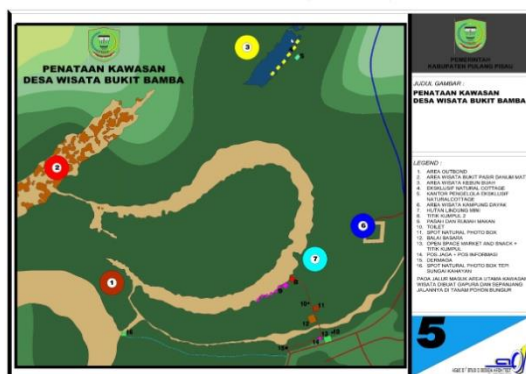 PENATAAN KAWASAN
DESA WISATA BUKIT BAMBA
3
2
6
7
1
PEMERINTAH
KABUPATEN PULANG PISAU
JUDUL GAMBAR :
PENATAAN KAWASAN
DESA WISATA BUKIT BAMBA
LEGEND :
1. AREA OUTBOND
2. AREA WISATA BUKIT PASIR DANUM
3. AREA WISATA KEBUN BUAH
4. EKSKLUSIF NATURAL COTTAGE
5. KANTOR PENGELOLA EKSKLUSIF
NATURAL COTTAGE
6. AREA WISATA KAMPUNG DAYAK
7. HUTAN LINDUNG MINI
8. TITIK KUMPUL 2
9. PASAH DAN RUMAH MAKAN
10. TOILET
11. SPOT NATURAL PHOTO BOX
12. BALAI BASARA
13. OPEN SPACE MARKET AND SNACK +
TITIK KUMPUL
14. POS JAGA + POS INFORMASI
15. DERMAGA
16. SPOT NATURAL PHOTO BOX TEPI
SUNGAI KAHAYAN
PADA JALUR MASUK AREA UTAMA KAWASAN
WISATA DIBUAT GAPURA DAN SEPANJANG
JALANNYA DI TANAM POHON BUNGUR
5